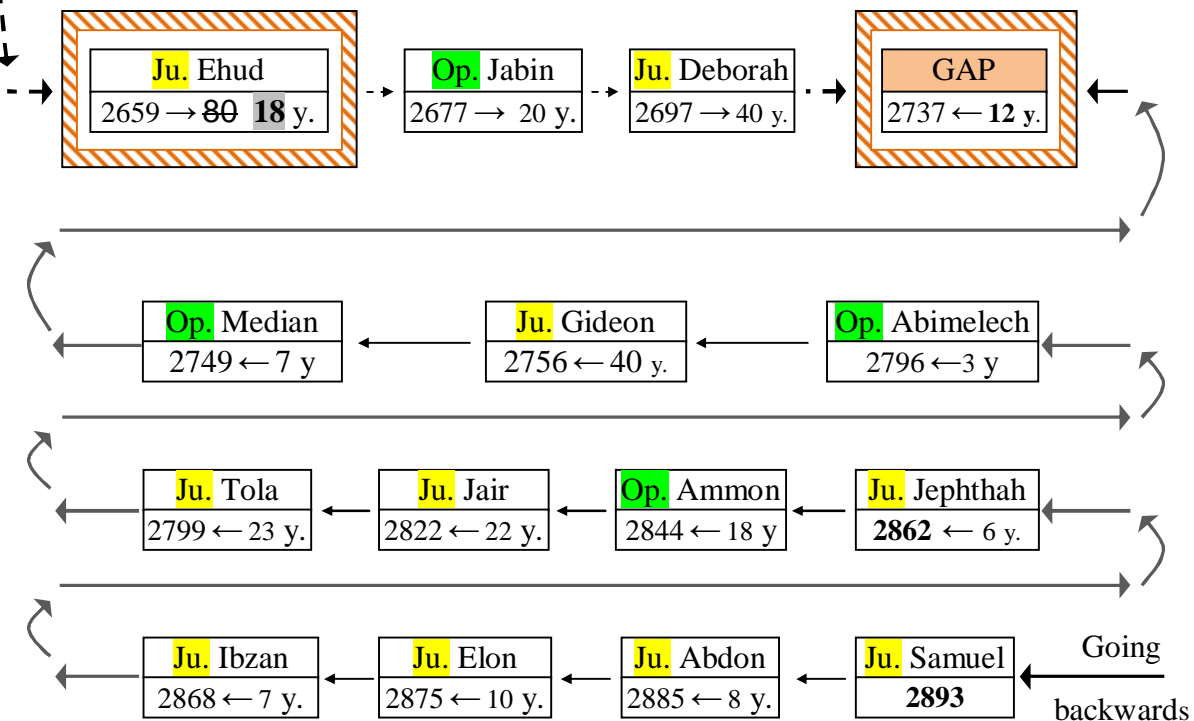 Ju. Ehud
2659 → 80 18 y.
Op. Jabin
2677 → 20 y.
Ju. Deborah
2697 → 40 y.
GAP
2737 ← 12 y.
Op. Median
2749 ← 7 y
Ju. Gideon
2756 ← 40 y.
Op. Abimelech
2796 ← 3 y
Ju. Tola
2799 ← 23 y.
Ju. Jair
2822 ← 22 y.
Op. Ammon
2844 ← 18 y
Ju. Jephthah
2862 ← 6 y.
Ju. Ibzan
2868 ← 7 y.
Ju. Elon
2875 ← 10 y.
Ju. Abdon
2885 ← 8 y.
Ju. Samuel
2893
Going
backwards